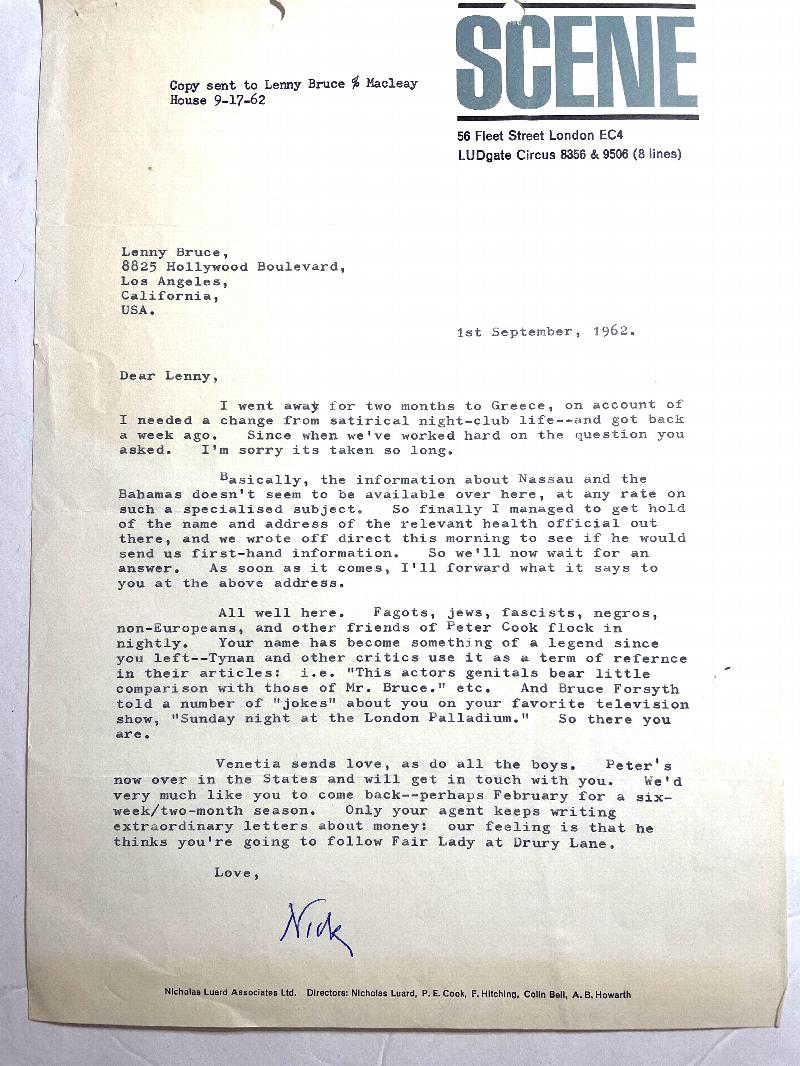 SCENE
Copy sent to Lenny Bruce % Macleay
House 9-17-62
56 Fleet Street London EC4
LUDgate Circus 8356 & 9506 (8 lines)
Lenny Bruce,
8825 Hollywood Boulevard,
Los Angeles,
California,
USA.
1st September, 1962.
Dear Lenny,
I went away for two months to Greece, on account of
I needed a change from satirical night-club life--and got back
a week ago. Since when we've worked hard on the question you
asked. I'm sorry its taken so long.
Basically, the information about Nassau and the
Bahamas doesn't seem to be available over here, at any rate on
such a specialised subject. So finally I managed to get hold
of the name and address of the relevant health official out
there, and we wrote off direct this morning to see if he would
send us first-hand information. So we'll now wait for an
answer. As soon as it comes, I'll forward what it says to
you at the above address.
All well here. Fagots, jews, fascists, negros,
non-Europeans, and other friends of Peter Cook flock in
nightly. Your name has become something of a legend since
you left--Tynan and other critics use it as a term of refernce
in their articles: i.e. "This actors genitals bear little
comparison with those of Mr. Bruce." etc. And Bruce Forsyth
told a number of "jokes" about you on your favorite television
show, "Sunday night at the London Palladium." So there you
are.
Venetia sends love, as do all the boys. Peter's
now over in the States and will get in touch with you. We'd
very much like you to come back--perhaps February for a six-
week/two-month season. Only your agent keeps writing
extraordinary letters about money: our feeling is that he
thinks you're going to follow Fair Lady at Drury Lane.
Love,
Nick
Nicholas Luard Associates Ltd. Directors: Nicholas Luard, P. E. Cook, F. Hitching, Colin Bell, A. B. Howarth